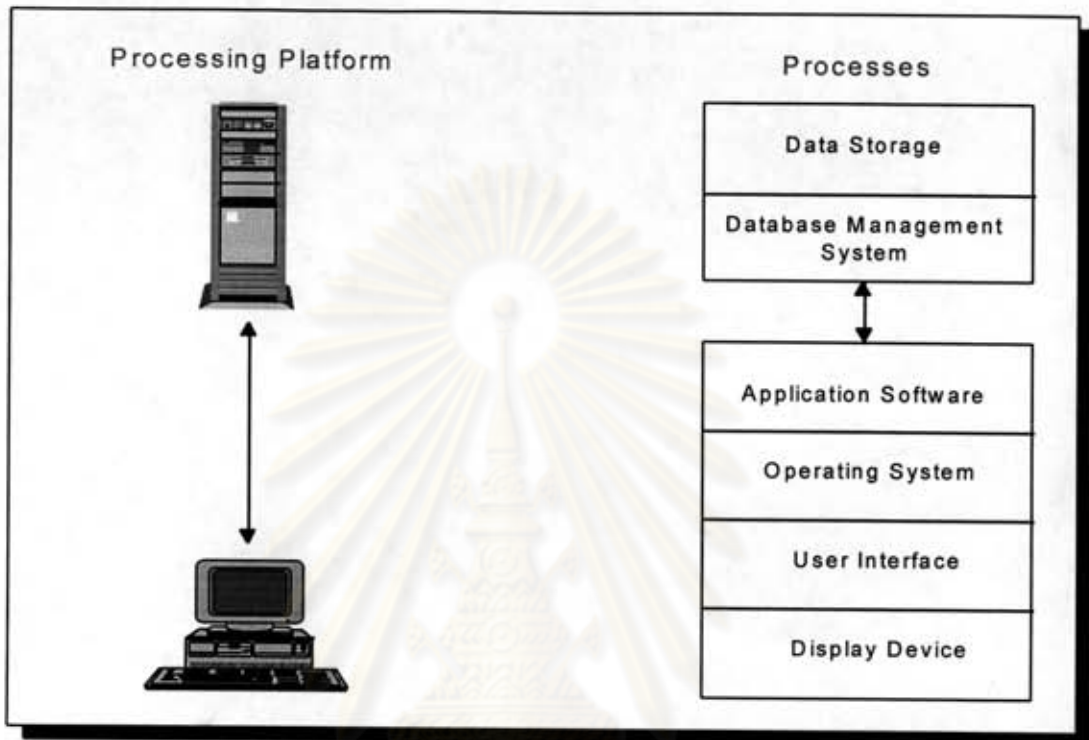 Processing Platform
Processes
Data Storage
Database Management
System
Application Software
Operating System
User Interface
Display Device